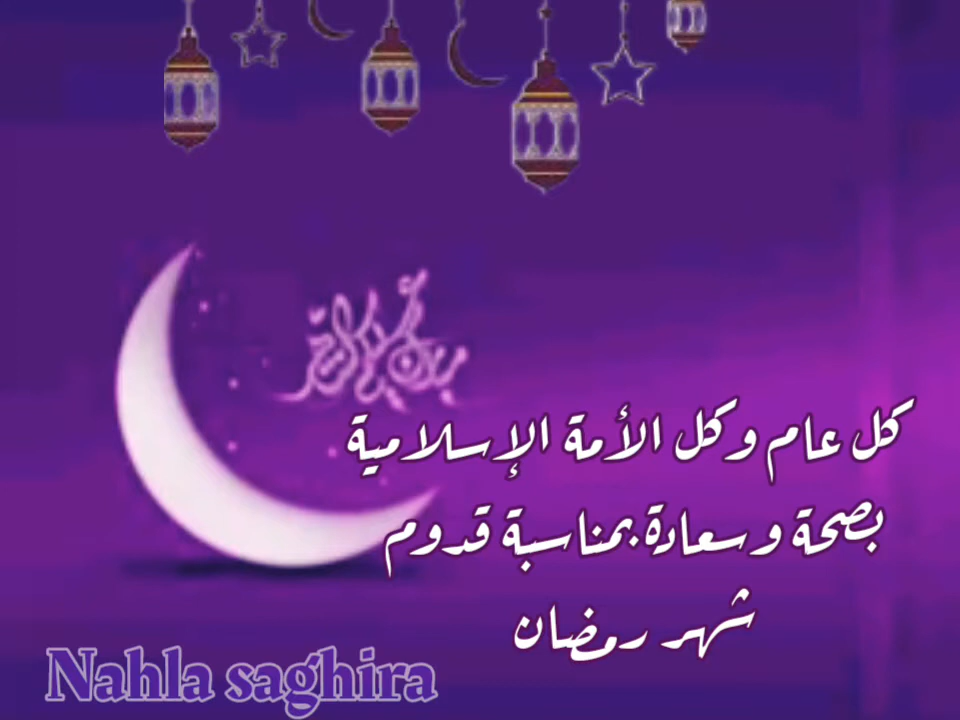 كل عام وكل الأمة الإسلامية
بصحة وسعادة بمناسبة قدوم
شهر رمضان
Nahla saghira